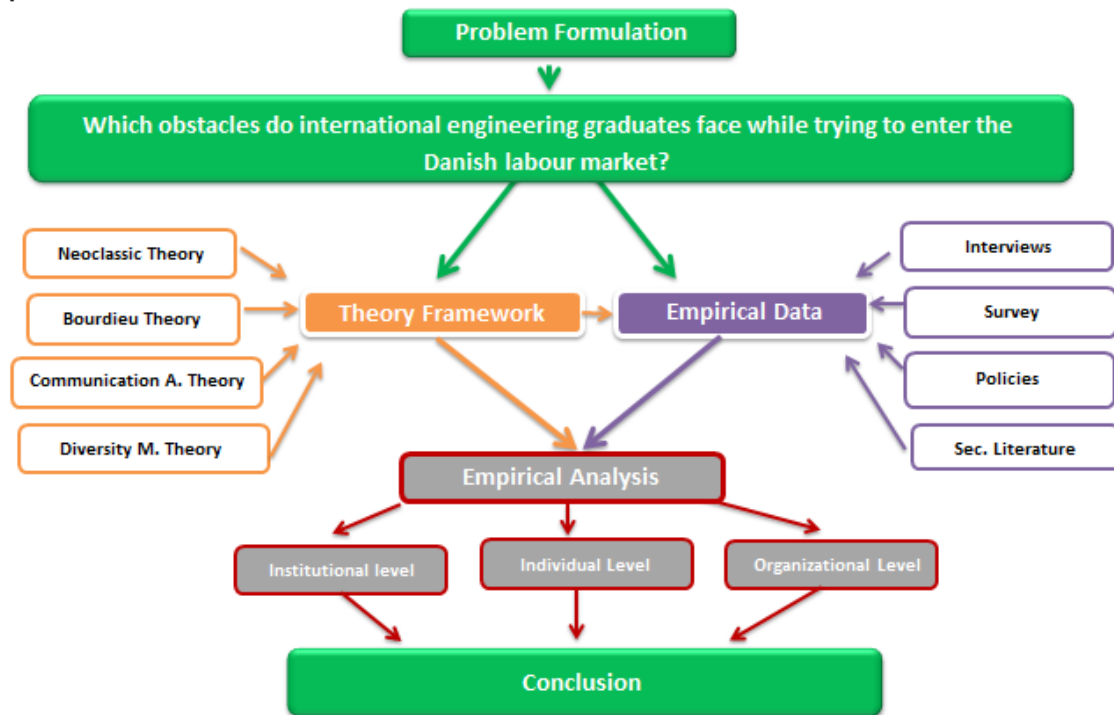 Problem Formulation
Which obstacles do international engineering graduates face while trying to enter the
Danish labour market?
Neoclassic Theory
Bourdieu Theory
Communication A. Theory
Diversity M. Theory
Theory Framework
Empirical Data
Interviews
Survey
Policies
Sec. Literature
Empirical Analysis
Institutional level
Individual Level
Organizational Level
Conclusion